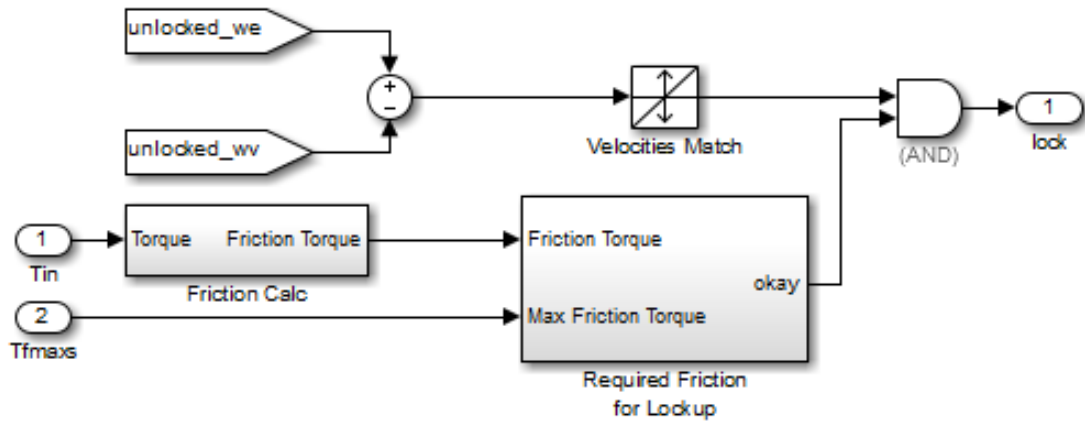 unlocked_we
+
−
unlocked_wv
Velocities Match
(AND)
1
lock
1
Tin
Torque
Friction Torque
Friction Calc
2
Tfmaxs
Friction Torque
Max Friction Torque
okay
Required Friction
for Lockup